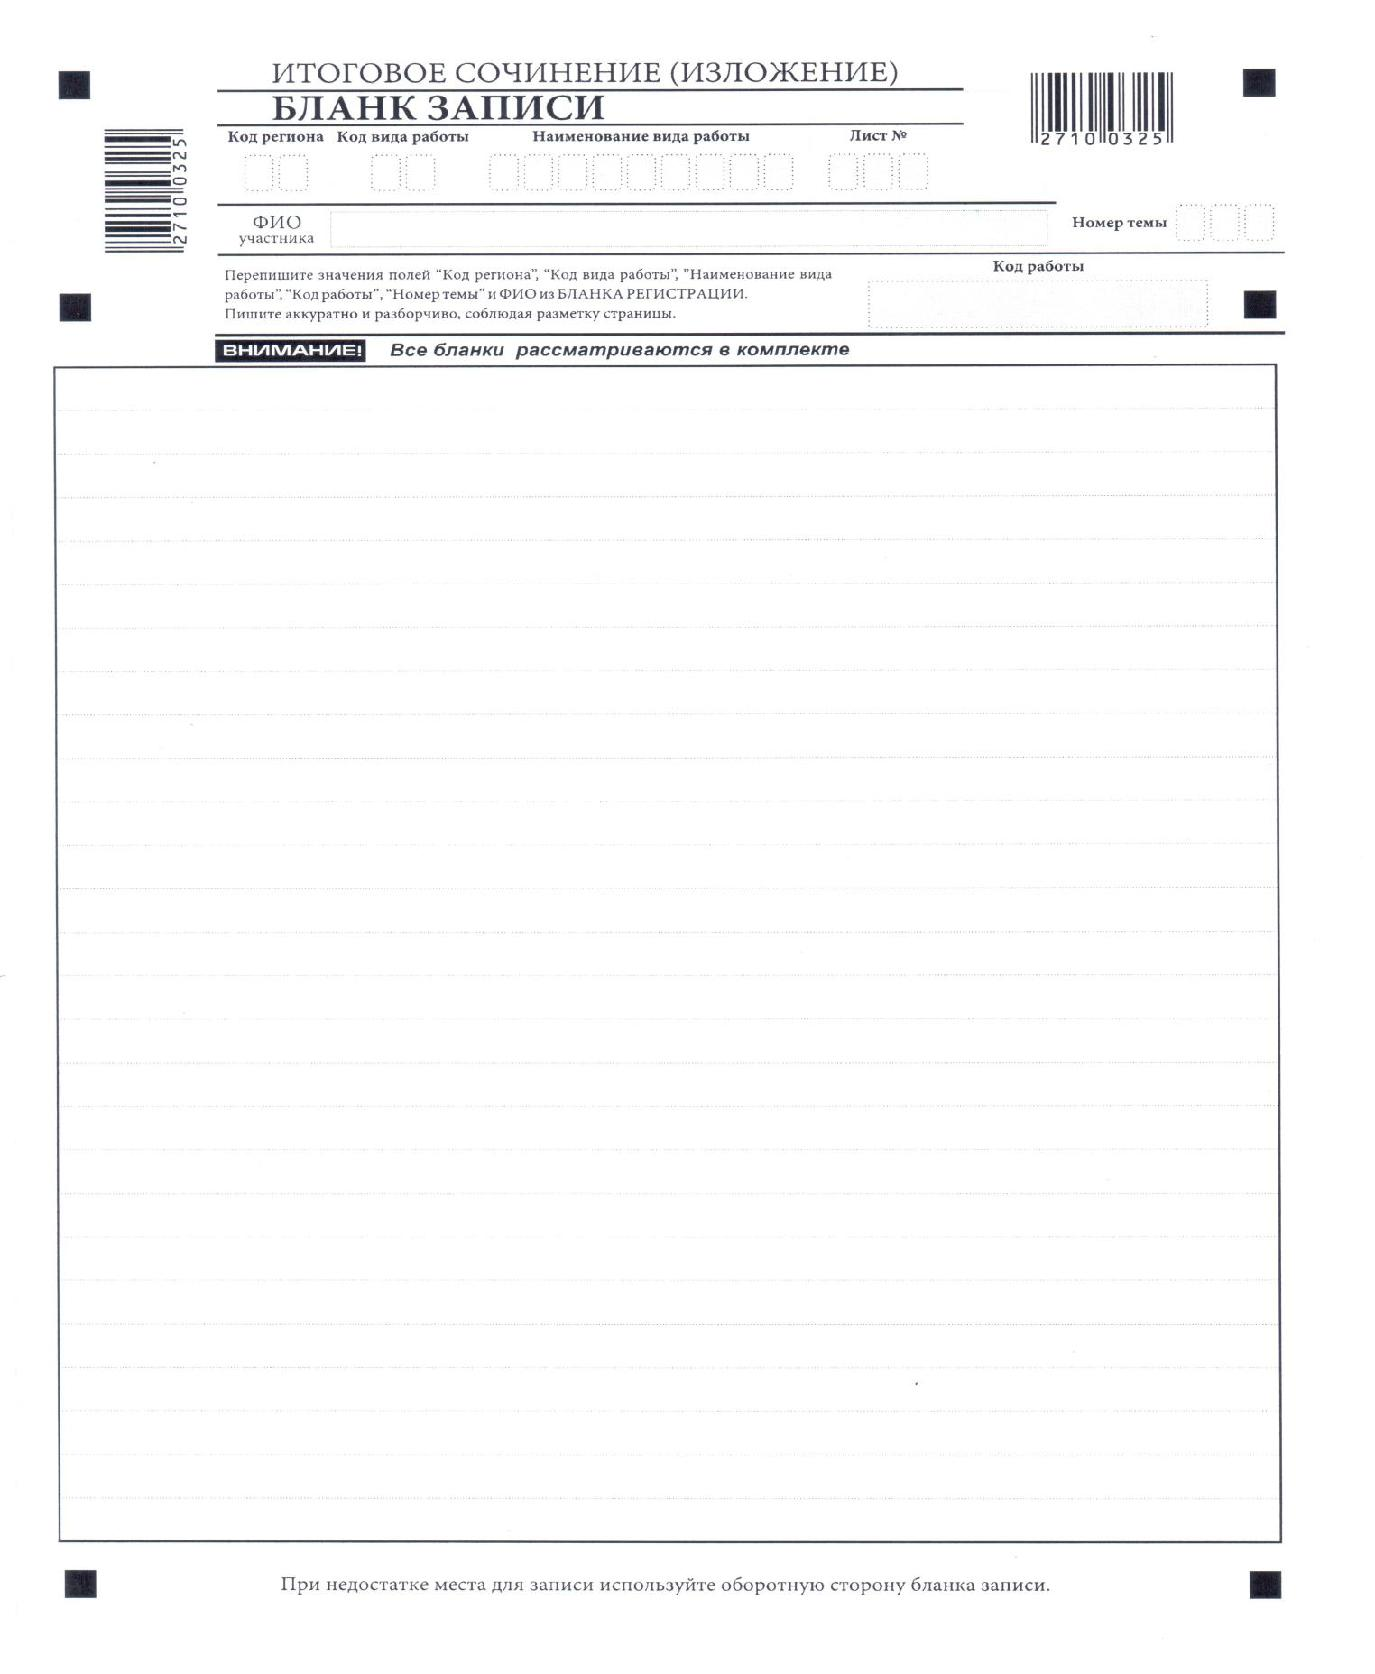 ИТОГОВОЕ СОЧИНЕНИЕ (ИЗЛОЖЕНИЕ)
БЛАНК ЗАПИСИ
2710 0325
2710 0325
Код региона Код вида работы Наименование вида работы Лист №
ФИО
участника
Номер темы
Перепишите значения полей “Код региона”, “Код вида работы”, "Наименование вида
работы", "Код работы", "Номер темы" и ФИО из БЛАНКА РЕГИСТРАЦИИ.
Пишите аккуратно и разборчиво, соблюдая разметку страницы.
Код работы
ВНИМАНИЕ! Все бланки рассматриваются в комплекте
При недостатке места для записи используйте оборотную сторону бланка записи.